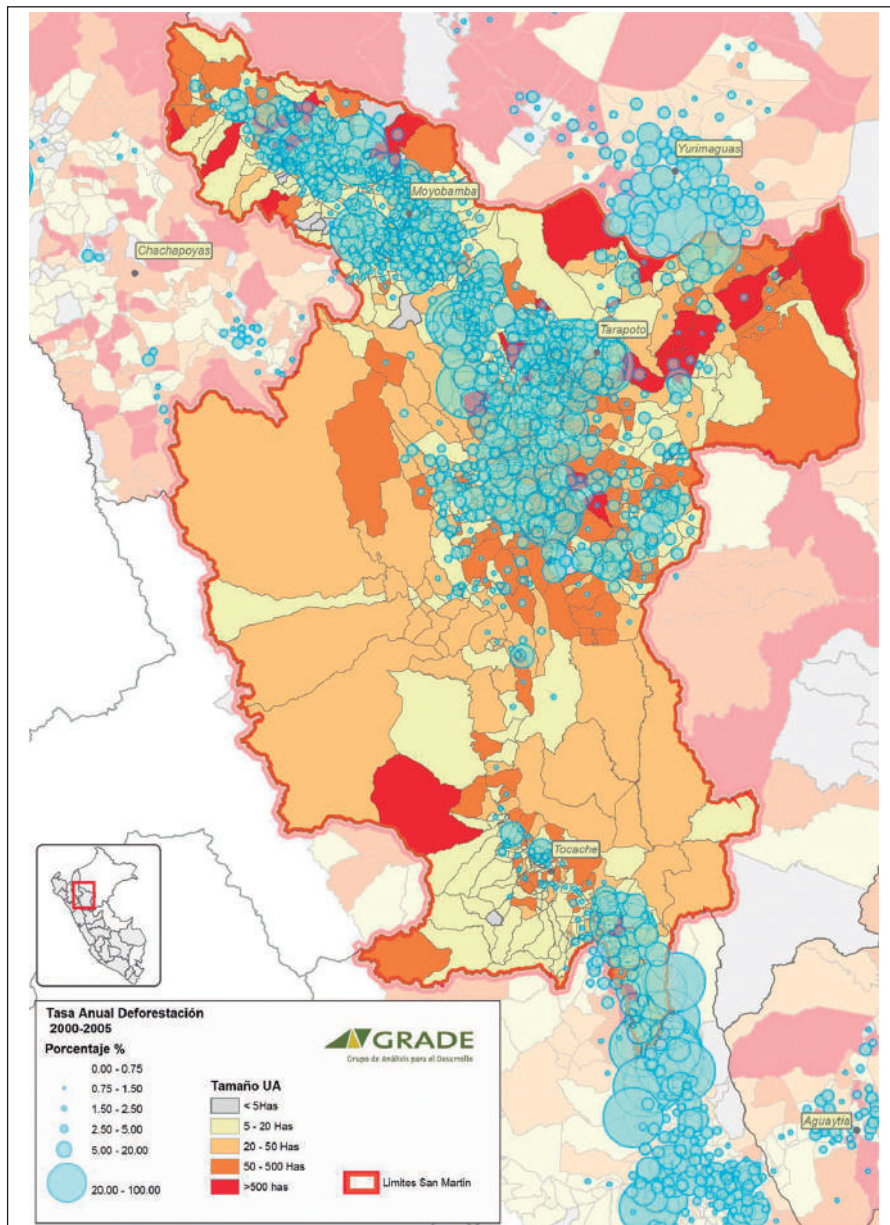 Yurimaguas
Moyobamba
Chachapoyas
Tarapoto
Tocache
Aguaytia
Tasa Anual Deforestación
2000-2005
Porcentaje %
0.00 - 0.75
0.75 - 1.50
1.50 - 2.50
2.50 - 5.00
5.00 - 20.00
20.00 - 100.00
GRADE
Grupo de Análisis para el Desarrollo
Tamaño UA
< 5Has
5 - 20 Has
20 - 50 Has
50 - 500 Has
>500 has
Limites San Martin